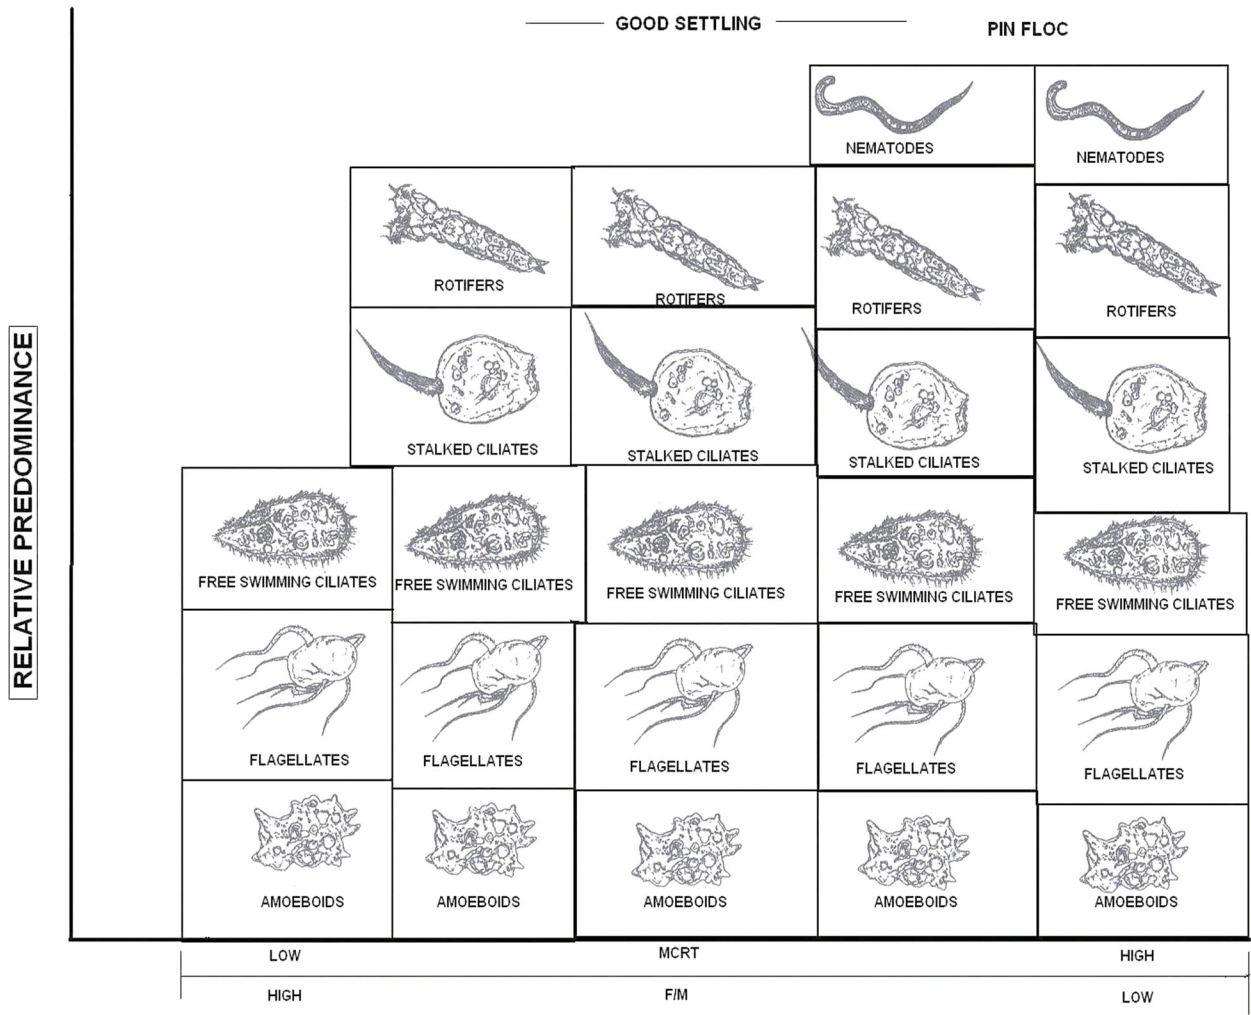 GOOD SETTLING
PIN FLOC
NEMATODES
NEMATODES
ROTIFERS
ROTIFERS
ROTIFERS
ROTIFERS
STALKED CILIATES
STALKED CILIATES
STALKED CILIATES
STALKED CILIATES
FREE SWIMMING CILIATES
FREE SWIMMING CILIATES
FREE SWIMMING CILIATES
FREE SWIMMING CILIATES
FREE SWIMMING CILIATES
FLAGELLATES
FLAGELLATES
FLAGELLATES
FLAGELLATES
FLAGELLATES
AMOEBOIDS
AMOEBOIDS
AMOEBOIDS
AMOEBOIDS
AMOEBOIDS
RELATIVE PREDOMINANCE
LOW MCRT HIGH
HIGH F/M LOW